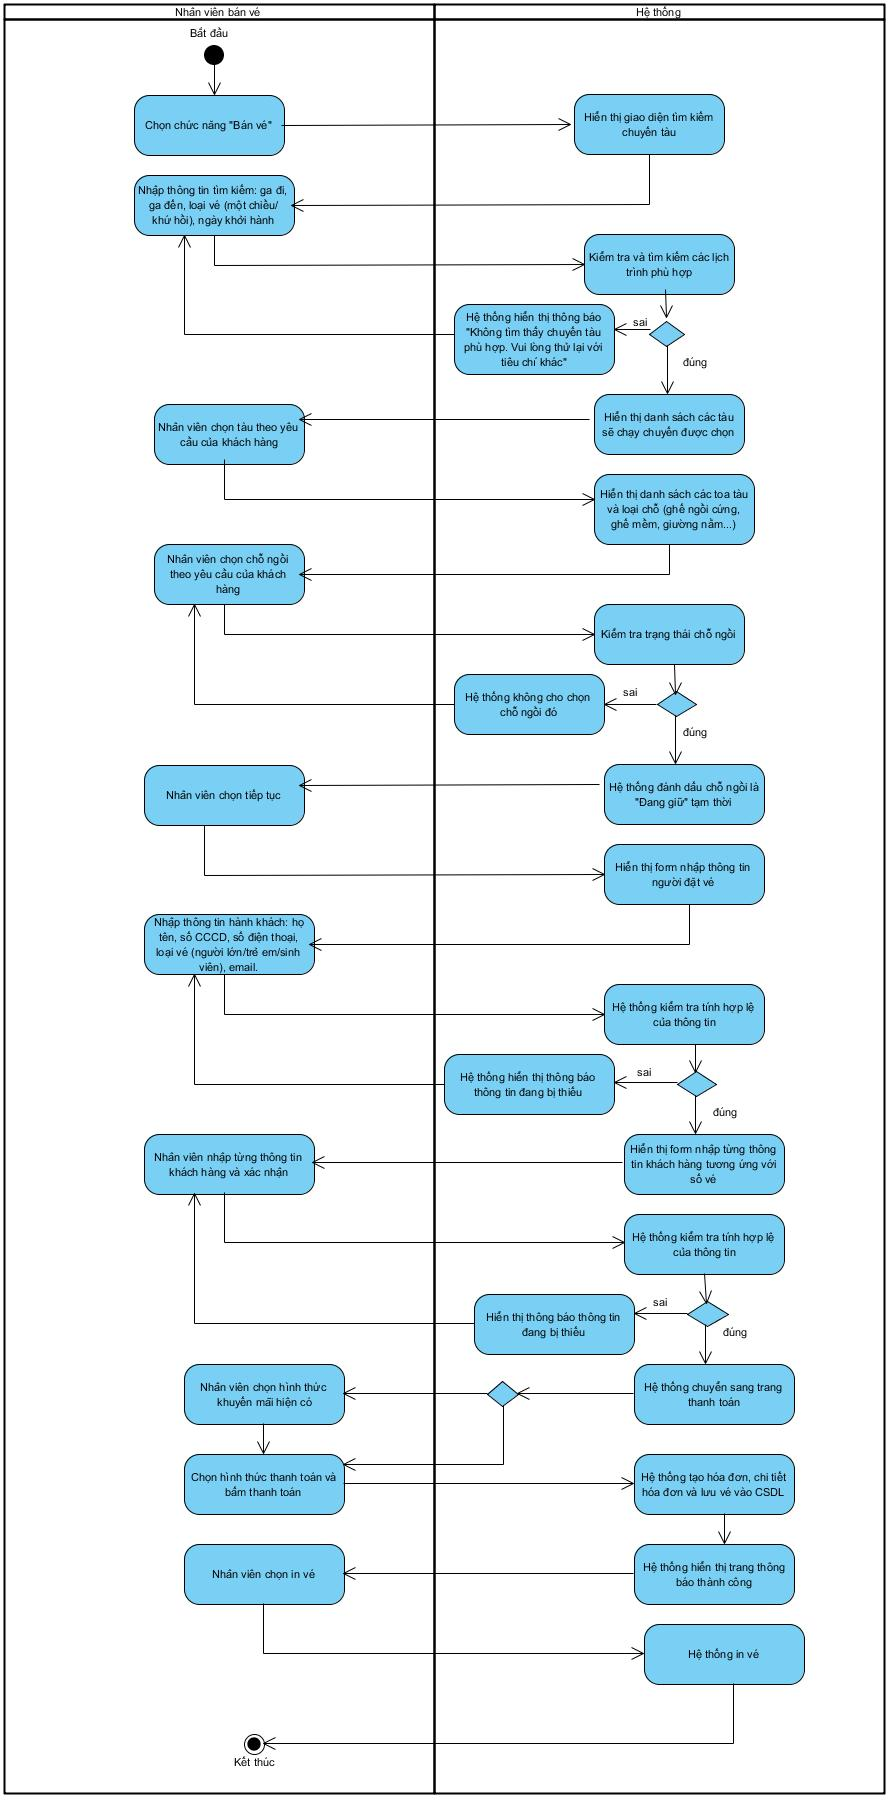 Nhân viên bán vé
Hệ thống
Bắt đầu
Chọn chức năng "Bán vé"
Hiển thị giao diện tìm kiếm
chuyến tàu
Nhập thông tin tìm kiếm: ga đi,
ga đến, loại vé (một chiều/
khứ hồi), ngày khởi hành
Kiểm tra và tìm kiếm các lịch
trình phù hợp
Hệ thống hiển thị thông báo
"Không tìm thấy chuyến tàu
phù hợp. Vui lòng thử lại với
tiêu chí khác"
sai
đúng
Hiển thị danh sách các tàu
sẽ chạy chuyến được chọn
Nhân viên chọn tàu theo yêu
cầu của khách hàng
Hiển thị danh sách các toa tàu
và loại chỗ (ghế ngồi cứng,
ghế mềm, giường nằm...)
Nhân viên chọn chỗ ngồi
theo yêu cầu của khách
hàng
Kiểm tra trạng thái chỗ ngồi
Hệ thống không cho chọn
chỗ ngồi đó
sai
đúng
Hệ thống đánh dấu chỗ ngồi là
"Đang giữ" tạm thời
Nhân viên chọn tiếp tục
Hiển thị form nhập thông tin
người đặt vé
Nhập thông tin hành khách: họ
tên, số CCCD, số điện thoại,
loại vé (người lớn/trẻ em/sinh
viên), email.
Hệ thống kiểm tra tính hợp lệ
của thông tin
Hệ thống hiển thị thông báo
thông tin đang bị thiếu
sai
đúng
Hiển thị form nhập từng thông
tin khách hàng tương ứng với
số vé
Nhân viên nhập từng thông tin
khách hàng và xác nhận
Hệ thống kiểm tra tính hợp lệ
của thông tin
Hiển thị thông báo thông tin
đang bị thiếu
sai
đúng
Hệ thống chuyển sang trang
thanh toán
Nhân viên chọn hình thức
khuyến mãi hiện có
Chọn hình thức thanh toán và
bấm thanh toán
Hệ thống tạo hóa đơn, chi tiết
hóa đơn và lưu vé vào CSDL
Hệ thống hiển thị trang thông
báo thành công
Nhân viên chọn in vé
Hệ thống in vé
Kết thúc